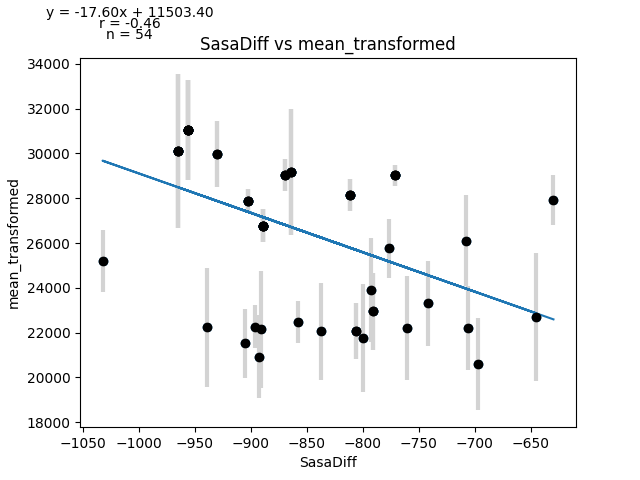 y = -17.60x + 11503.40
r = -0.46
n = 54
SasaDiff vs mean_transformed
34000
32000
30000
28000
26000
24000
22000
20000
18000
mean_transformed
−1050 −1000 −950 −900 −850 −800 −750 −700 −650
SasaDiff